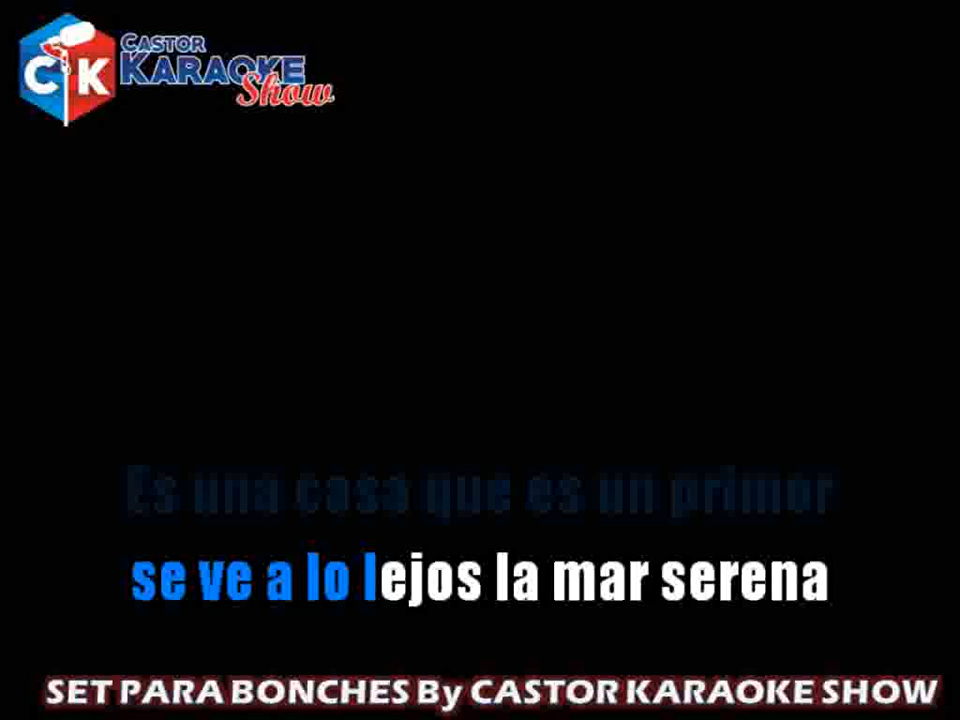 CASTOR
KARAOKE
Show
CK
Es una casa que es un primor
se ve a lo lejos la mar serena
SET PARA BONCHES By CASTOR KARAOKE SHOW